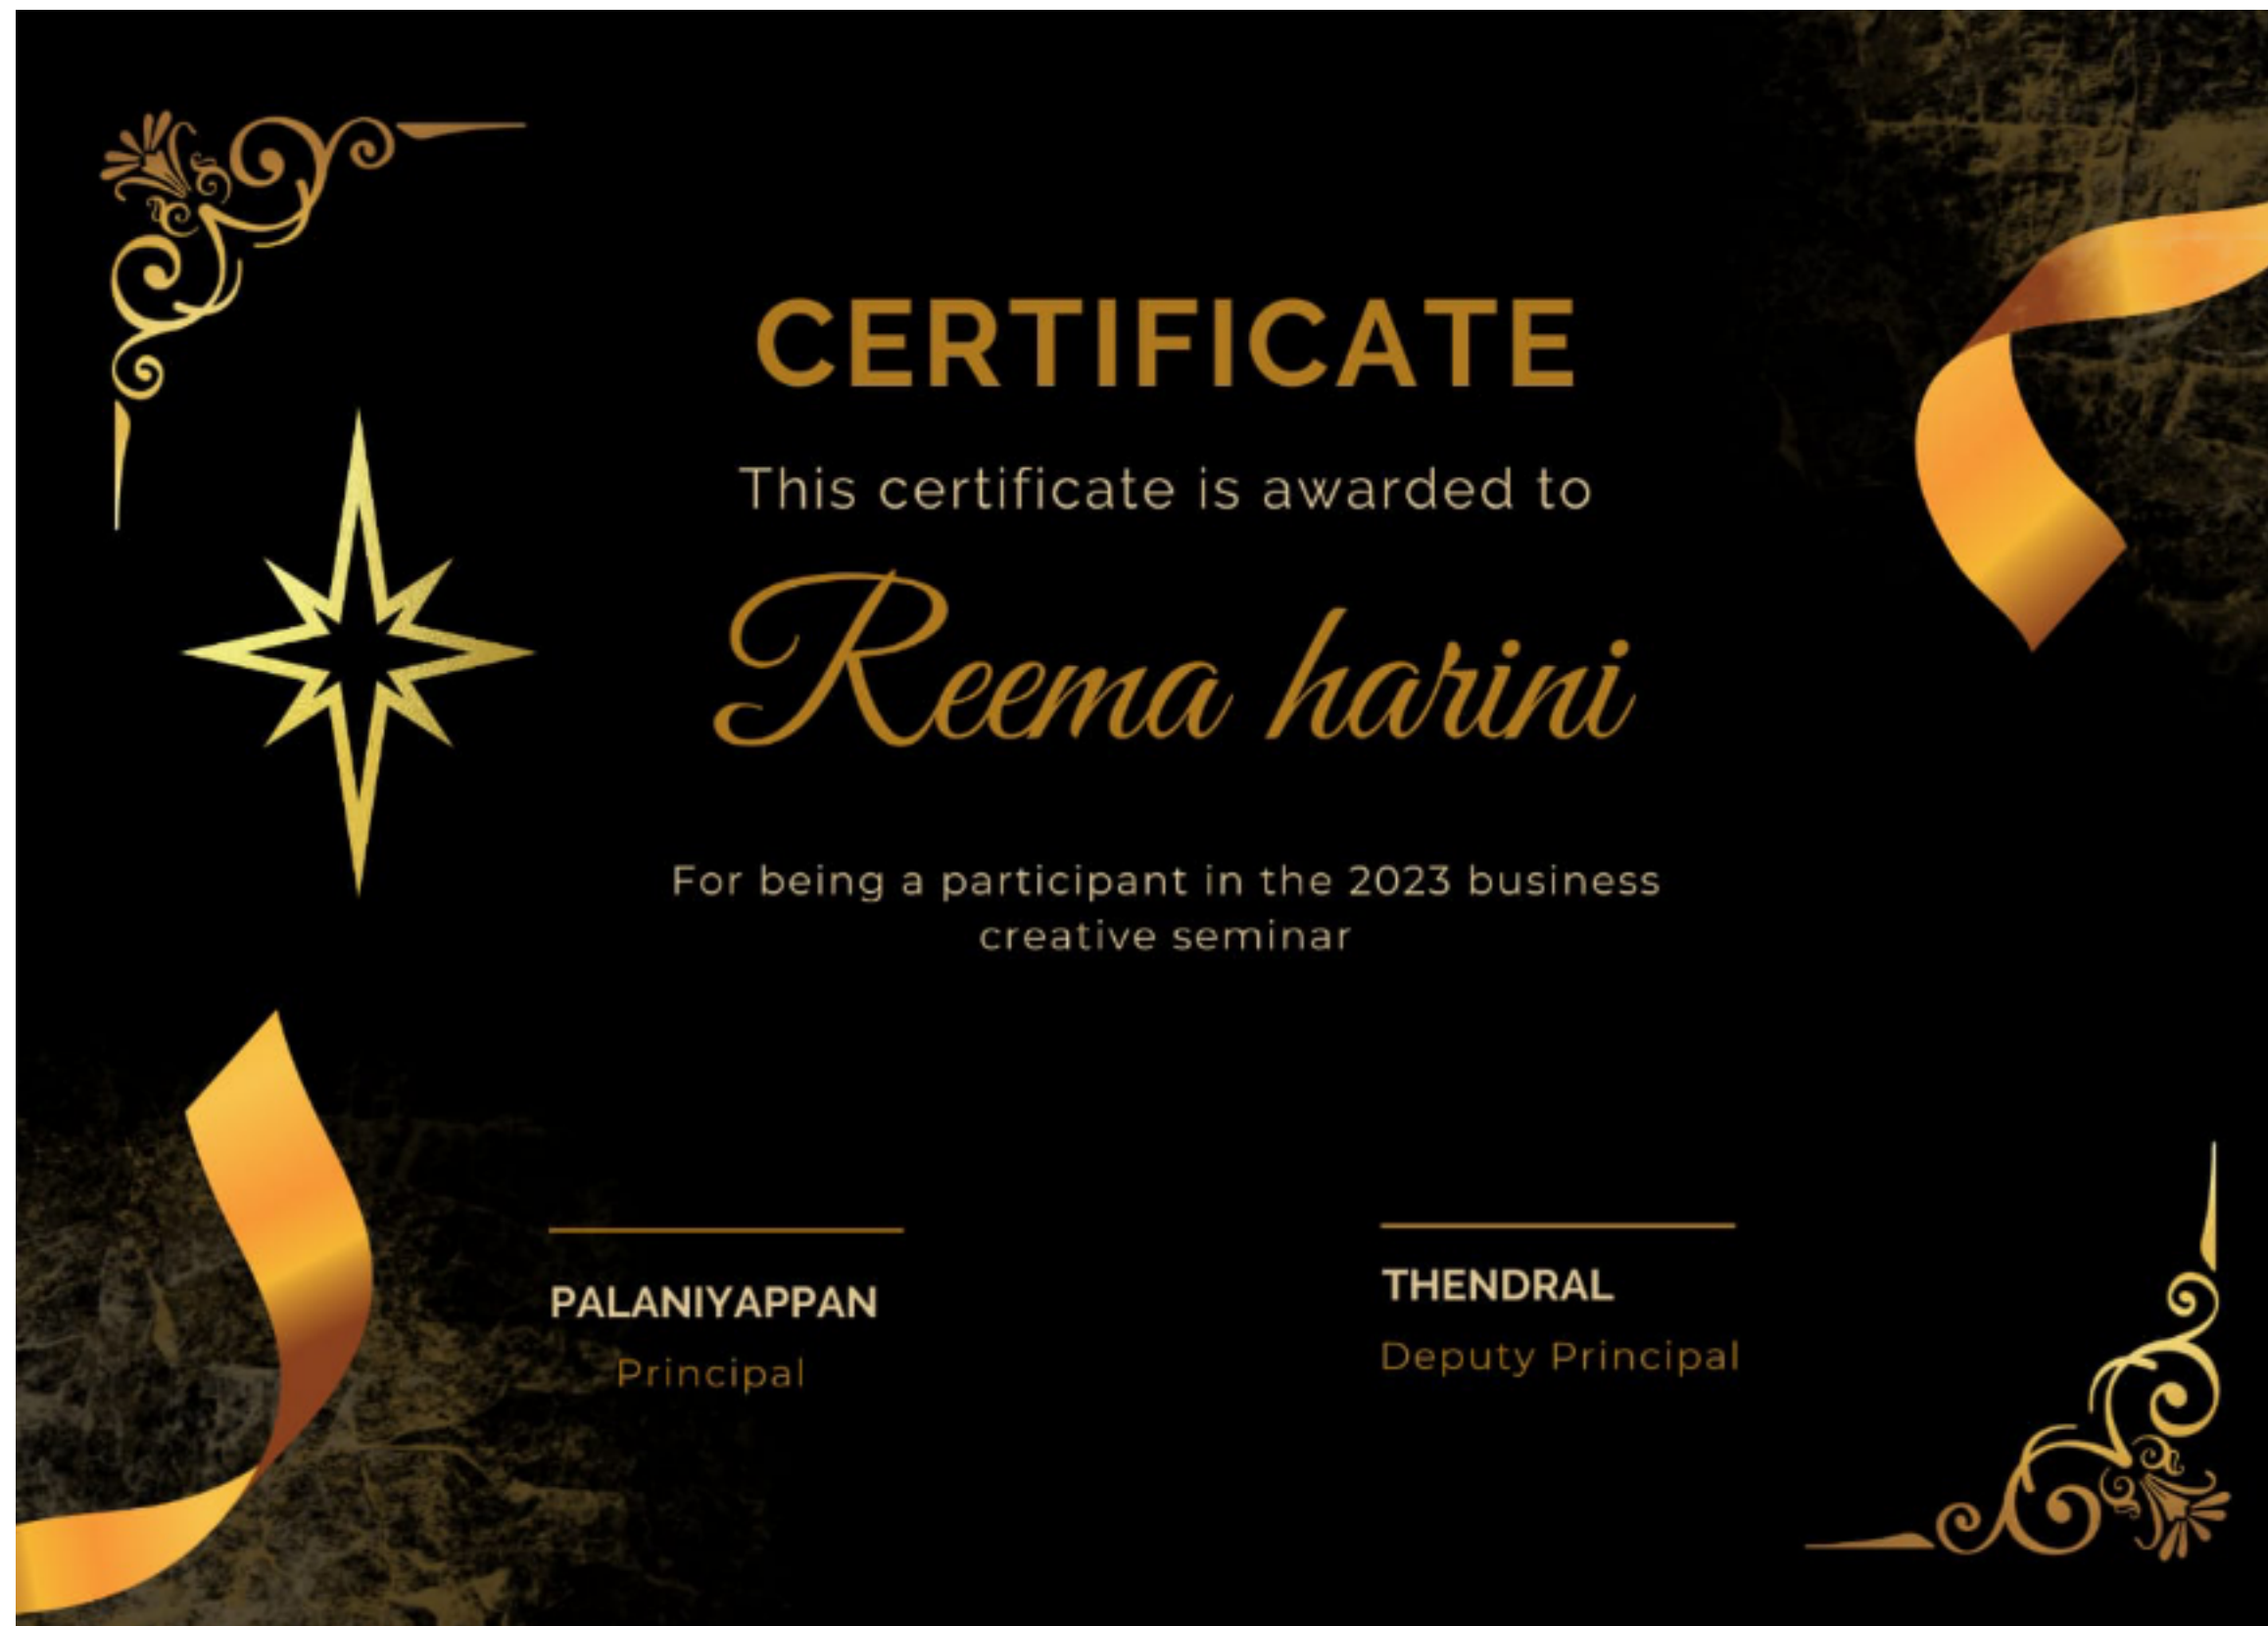 CERTIFICATE
This certificate is awarded to
Reema harini
For being a participant in the 2023 business
creative seminar
PALANIYAPPAN
Principal
THENDRAL
Deputy Principal